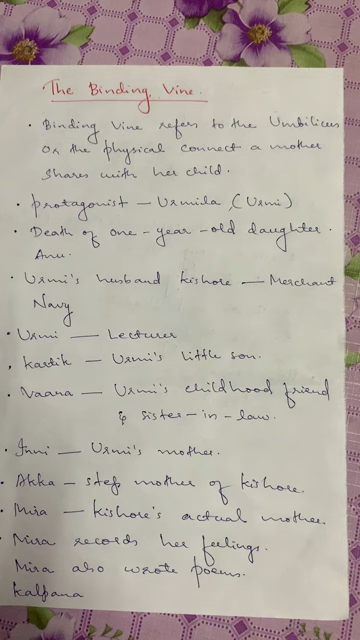 The Binding Vine.
• Binding Vine refers to the Umbilicus
Or the physical connect a mother
shares with her child.
• protagonist - Urmila (Urmi)
• Death of one-year-old daughter.
Anu.
• Urmi's husband kishore - Merchant
Navy
• Urmi - Lecturer
• Kartik - Urmi's little son.
• Vaana - Urmi's childhood friend
& sister-in-law.
• Inni - Urmi's mother.
• Akka - step mother of kishore.
• Mira - kishore's actual mother.
• Mira records her feelings.
Mira also wrote poems.
Kalpana